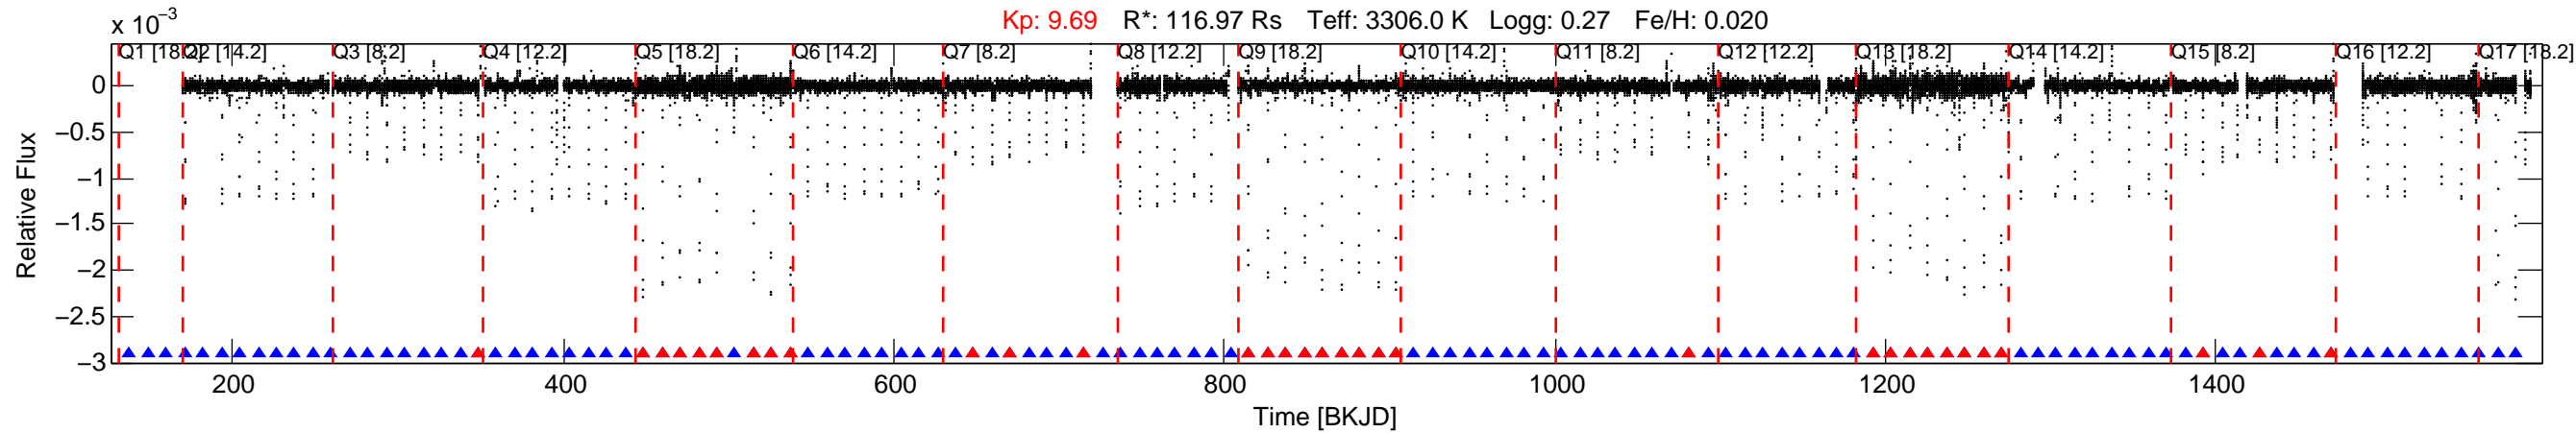 Kp: 9.69 R*: 116.97 Rs Teff: 3306.0 K Logg: 0.27 Fe/H: 0.020
x 10−3
Q1 [18.2] Q2 [14.2] Q3 [8.2] Q4 [12.2] Q5 [18.2] Q6 [14.2] Q7 [8.2] Q8 [12.2] Q9 [18.2] Q10 [14.2] Q11 [8.2] Q12 [12.2] Q13 [18.2] Q14 [14.2] Q15 [8.2] Q16 [12.2] Q17 [18.2]
0
−0.5
−1
−1.5
−2
−2.5
−3
Relative Flux
200 400 600 800 1000 1200 1400
Time [BKJD]